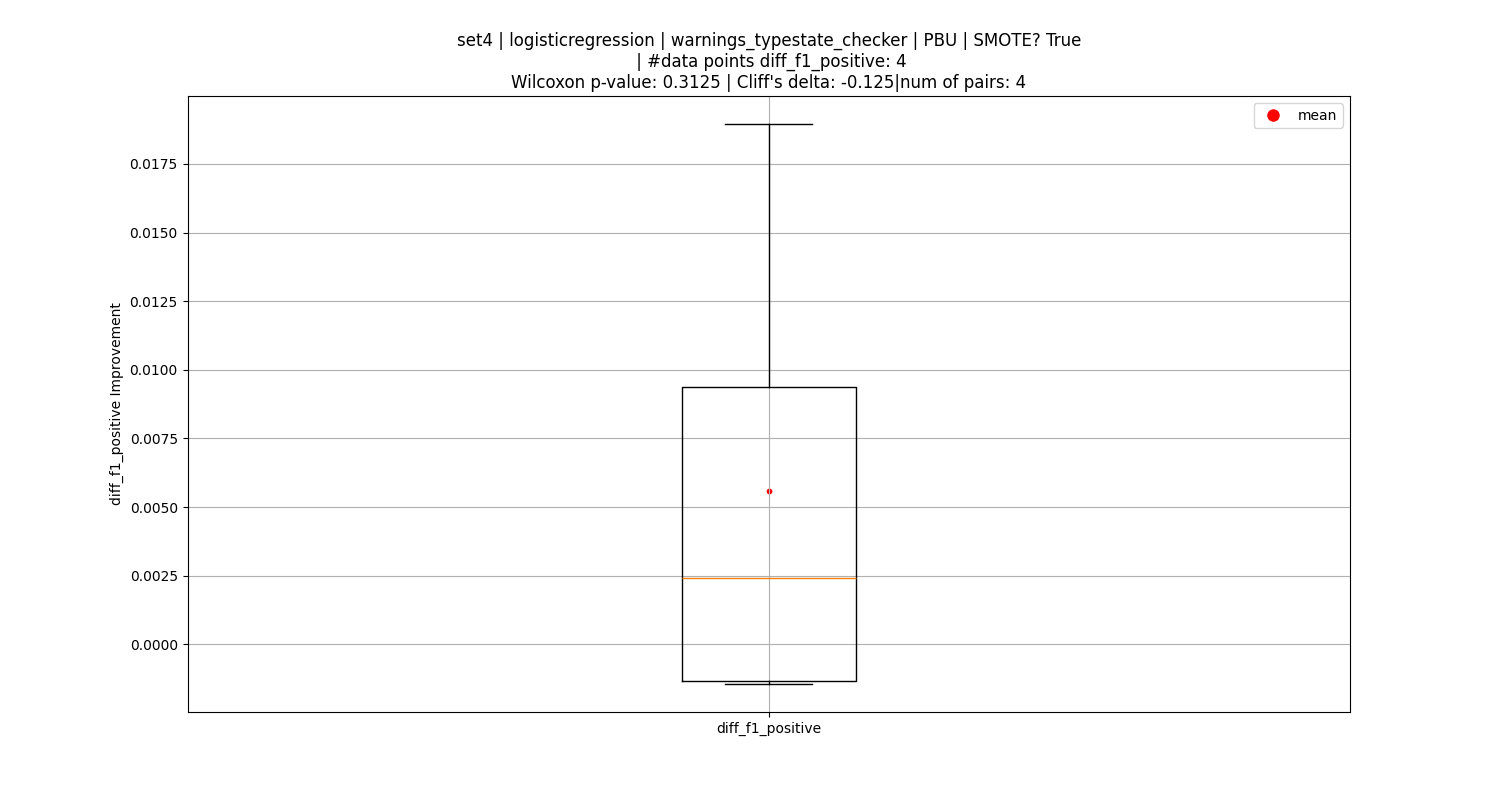 set4 | logisticregression | warnings_typestate_checker | PBU | SMOTE? True
| #data points diff_f1_positive: 4
Wilcoxon p-value: 0.3125 | Cliff's delta: -0.125|num of pairs: 4
mean
0.0175
0.0150
0.0125
0.0100
0.0075
0.0050
0.0025
0.0000
diff_f1_positive Improvement
diff_f1_positive